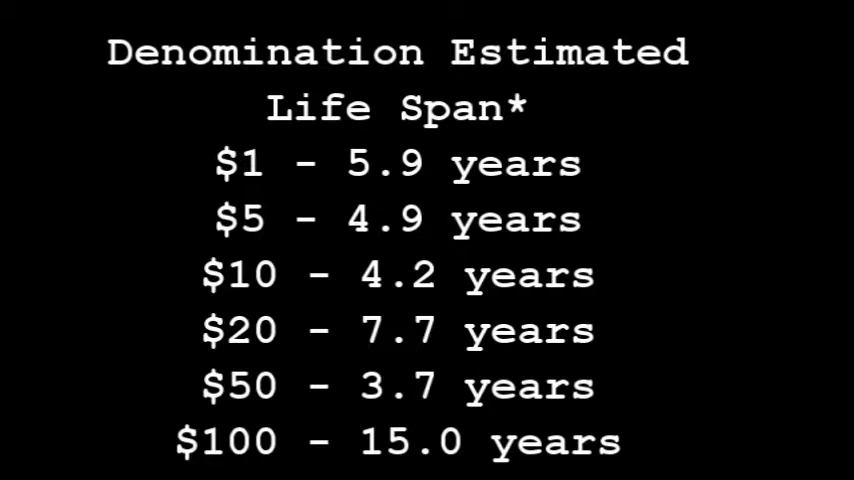 Denomination Estimated
Life Span*
$1 - 5.9 years
$5 - 4.9 years
$10 - 4.2 years
$20 - 7.7 years
$50 - 3.7 years
$100 - 15.0 years